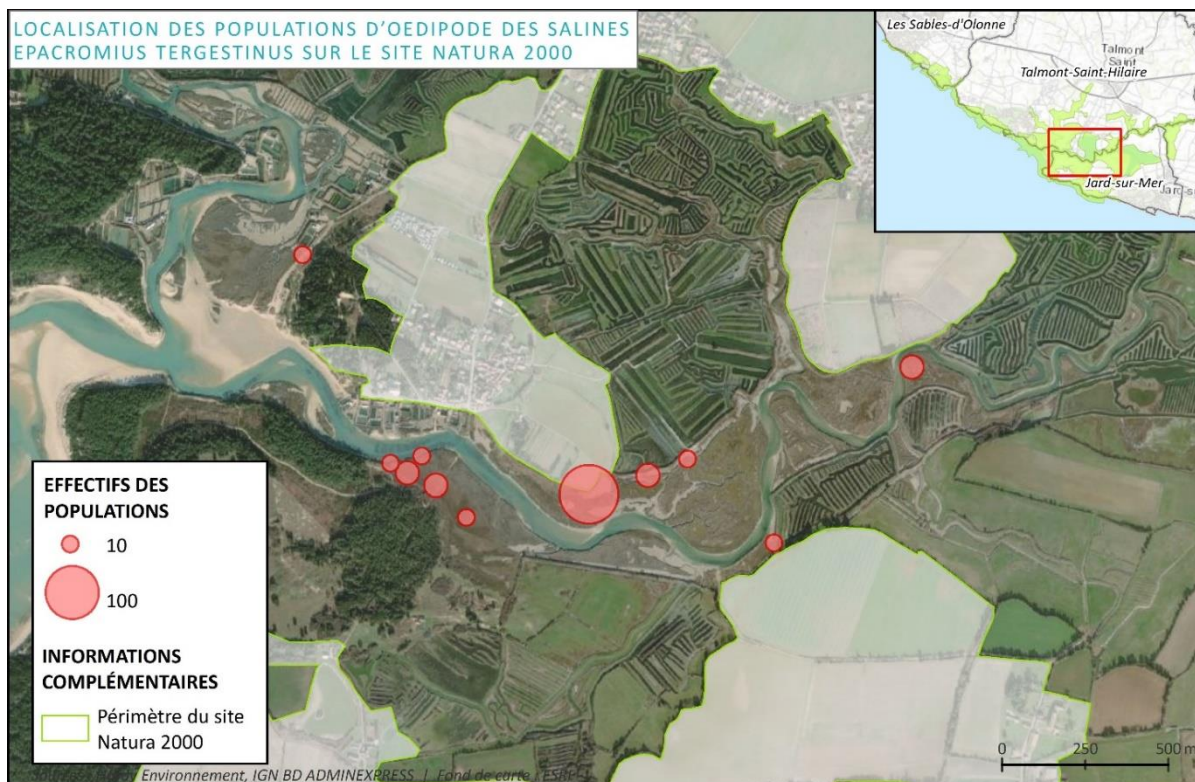 LOCALISATION DES POPULATIONS D'OEDIPODE DES SALINES
EPACROMIUS TERGESTINUS SUR LE SITE NATURA 2000
Les Sables-d'Olonne
Talmont
Saint
Talmont-Saint-Hilaire
Jard-sur-Mer
EFFECTIFS DES
POPULATIONS
10
100
INFORMATIONS
COMPLÉMENTAIRES
Périmètre du site
Natura 2000
0 250 500 m
Environnement, IGN BD ADMINEXPRESS | Fond de carte : ESRI